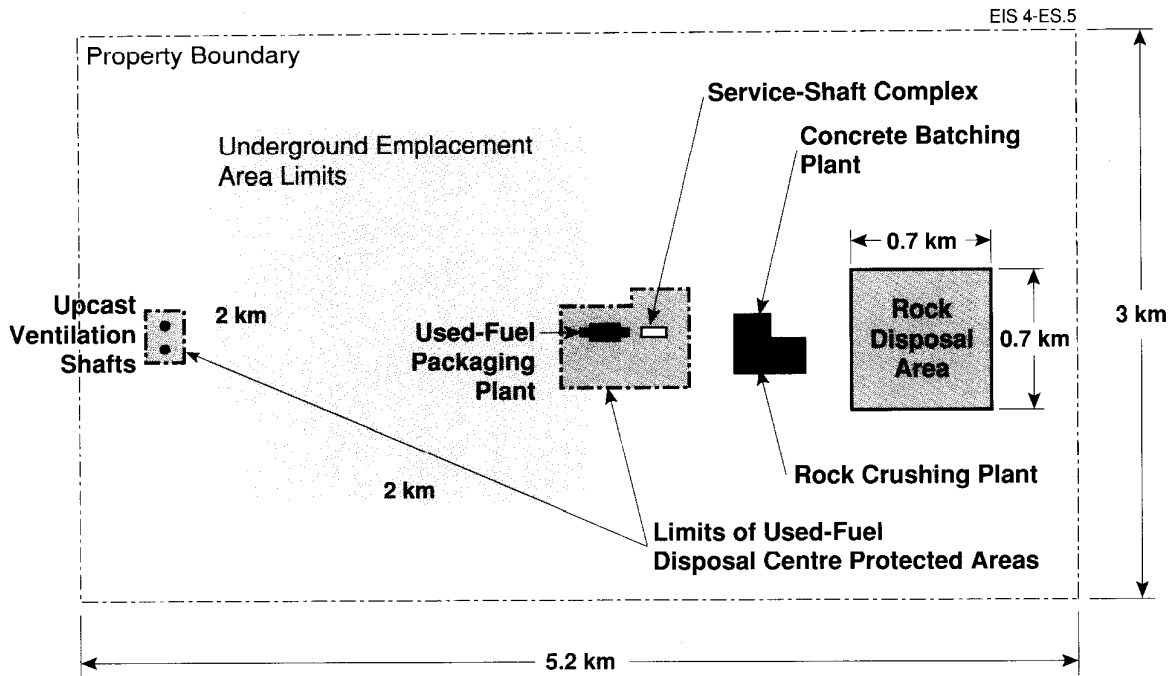 EIS 4-ES.5
Property Boundary
Service-Shaft Complex
Concrete Batching
Plant
Underground Emplacement
Area Limits
0.7 km
Upcast
Ventilation
Shafts
2 km
Used-Fuel
Packaging
Plant
Rock
Disposal
Area
0.7 km
3 km
Rock Crushing Plant
2 km
Limits of Used-Fuel
Disposal Centre Protected Areas
5.2 km